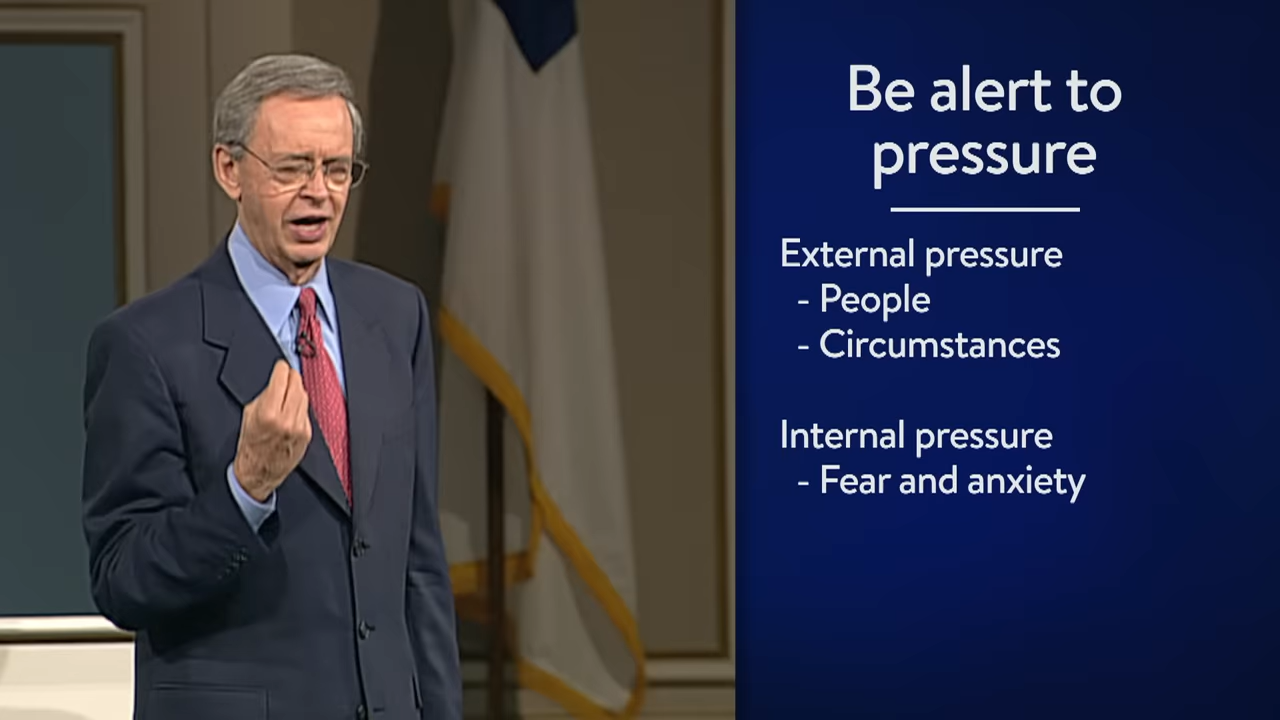 Be alert to
pressure
External pressure
- People
- Circumstances
Internal pressure
- Fear and anxiety